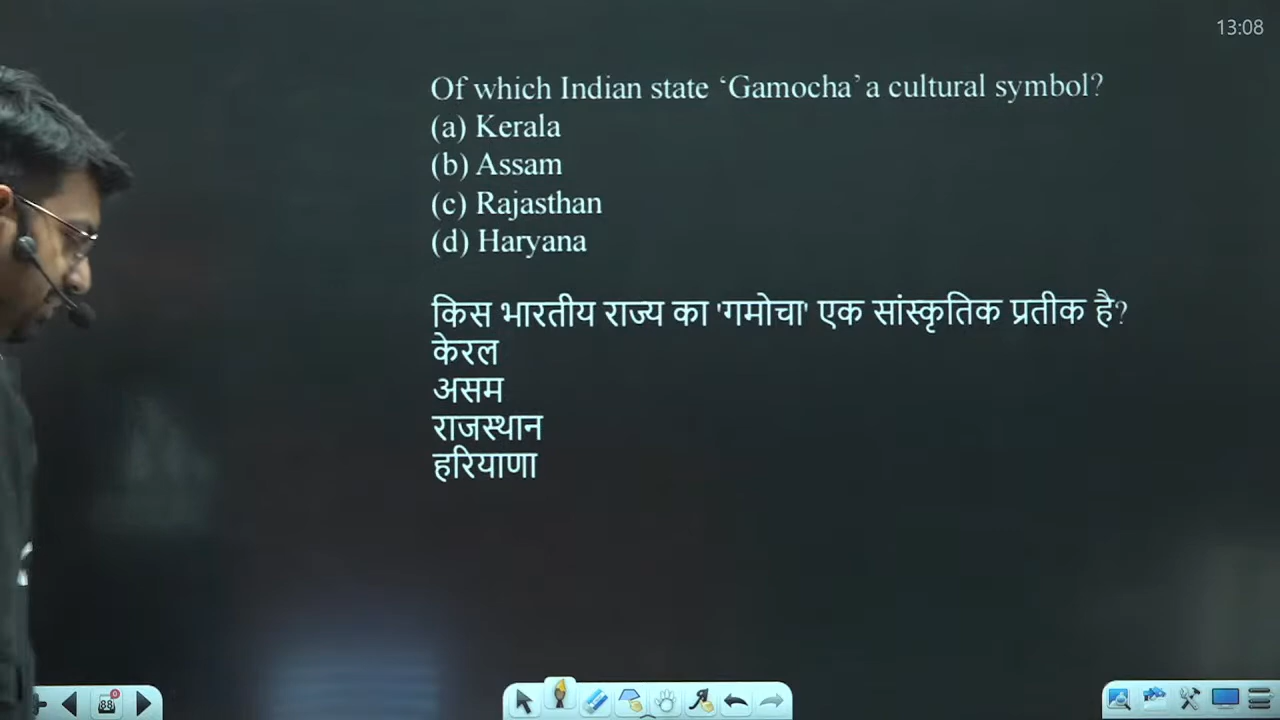 13:08
Of which Indian state ‘Gamocha’ a cultural symbol?
(a) Kerala
(b) Assam
(c) Rajasthan
(d) Haryana
किस भारतीय राज्य का 'गमोचा' एक सांस्कृतिक प्रतीक है?
केरल
असम
राजस्थान
हरियाणा